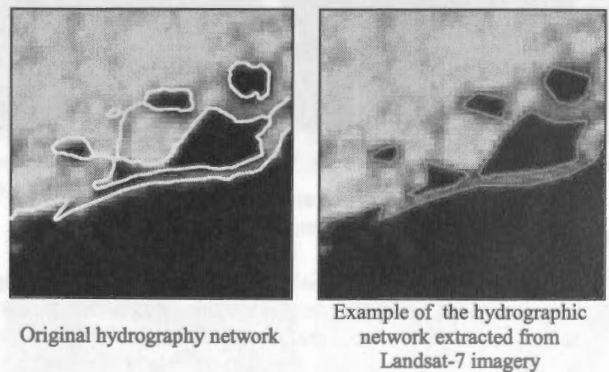 Original hydrography network
Example of the hydrographic
network extracted from
Landsat-7 imagery